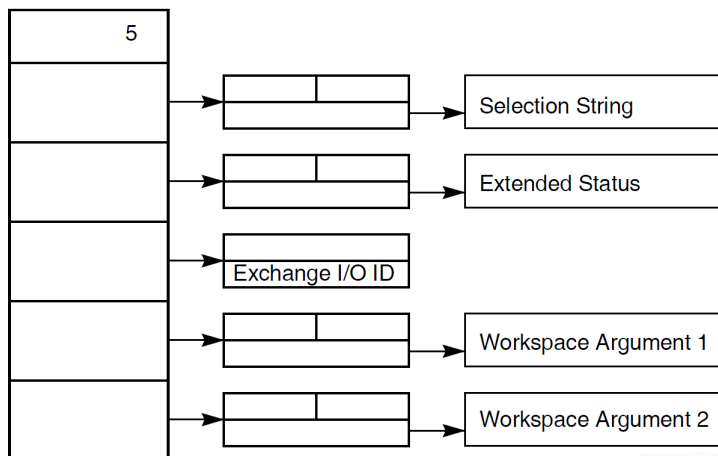 5
Selection String
Extended Status
Exchange I/O ID
Workspace Argument 1
Workspace Argument 2